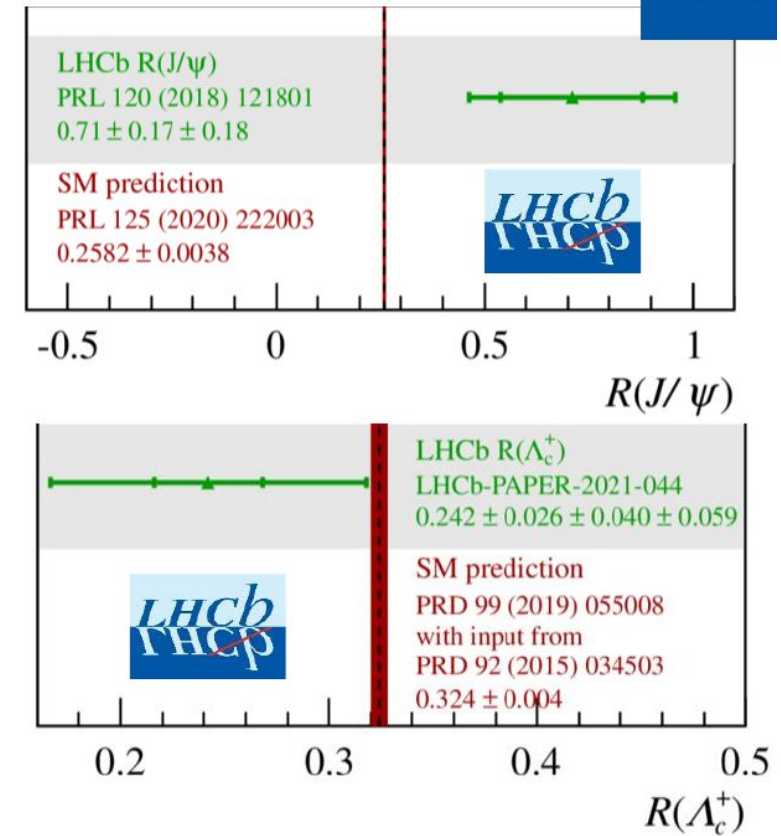 LHCb R(J/ψ)
PRL 120 (2018) 121801
0.71 ± 0.17 ± 0.18
SM prediction
PRL 125 (2020) 222003
0.2582 ± 0.0038
LHCb
LHCb
-0.5 0 0.5 1
R(J/ ψ)
LHCb R(Λc+)
LHCb-PAPER-2021-044
0.242 ± 0.026 ± 0.040 ± 0.059
SM prediction
PRD 99 (2019) 055008
with input from
PRD 92 (2015) 034503
0.324 ± 0.004
LHCb
LHCp
0.2 0.3 0.4 0.5
R(Λc+)